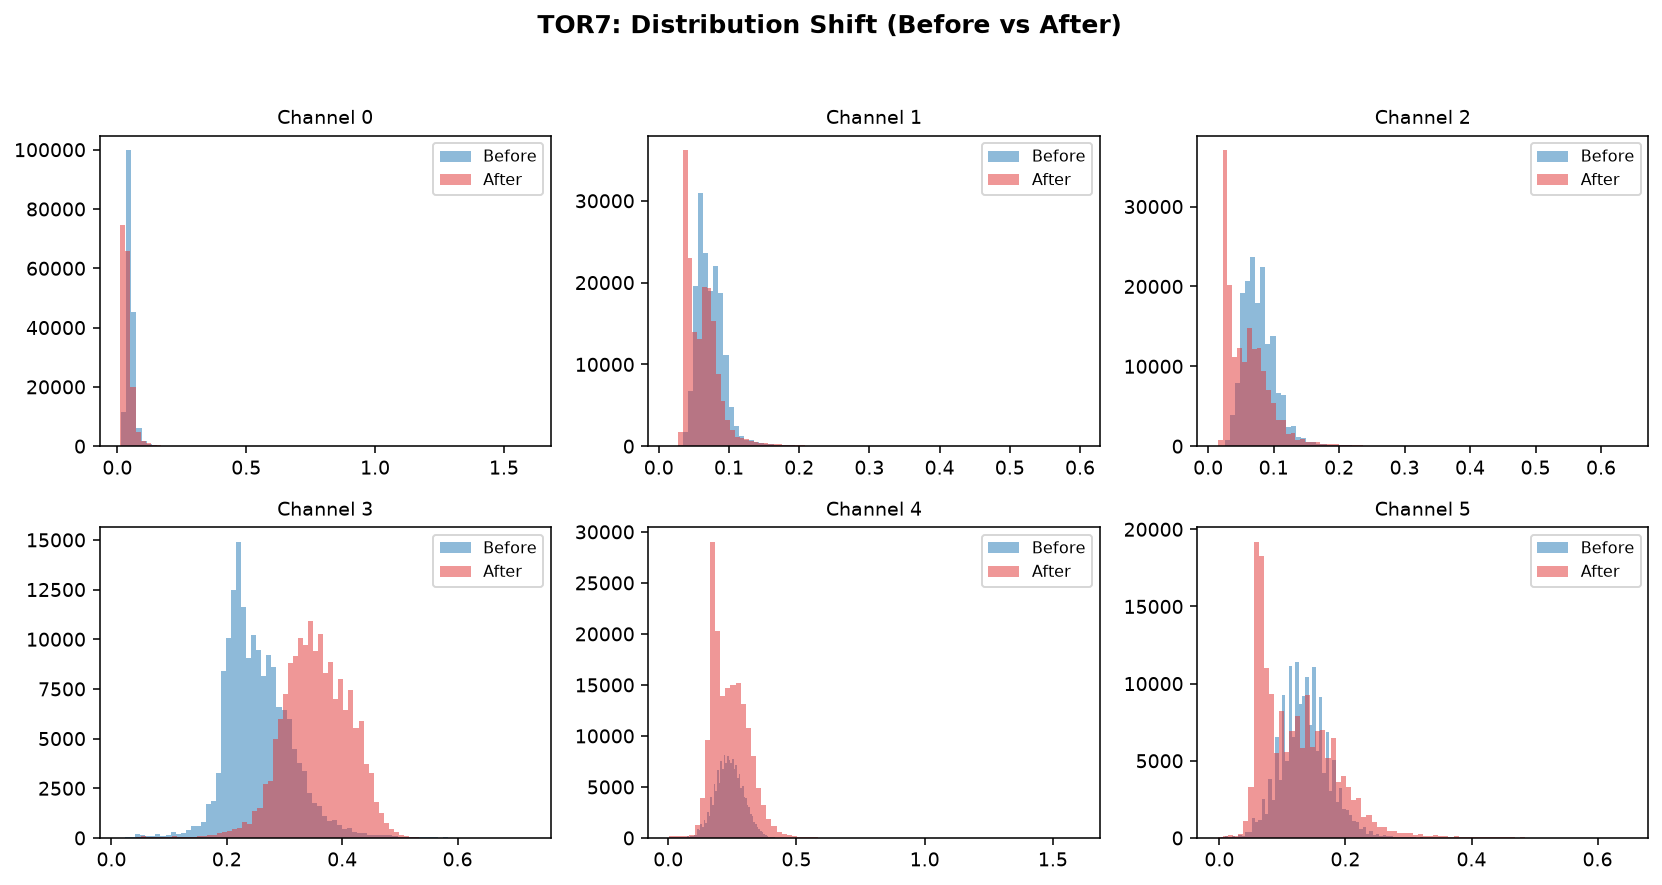 TOR7: Distribution Shift (Before vs After)
Channel 0
100000
80000
60000
40000
20000
0
0.0 0.5 1.0 1.5
Before
After
Channel 1
30000
20000
10000
0
0.0 0.1 0.2 0.3 0.4 0.5 0.6
Before
After
Channel 2
30000
20000
10000
0
0.0 0.1 0.2 0.3 0.4 0.5 0.6
Before
After
Channel 3
15000
12500
10000
7500
5000
2500
0
0.0 0.2 0.4 0.6
Before
After
Channel 4
30000
25000
20000
15000
10000
5000
0
0.0 0.5 1.0 1.5
Before
After
Channel 5
20000
15000
10000
5000
0
0.0 0.2 0.4 0.6
Before
After